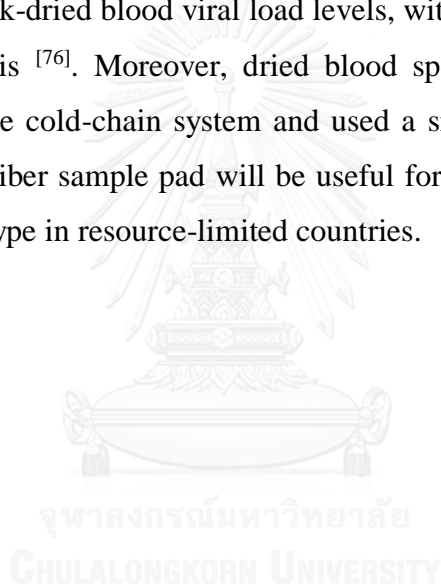 k-dried blood viral load levels, wit
is [76]. Moreover, dried blood sp
e cold-chain system and used a s
iber sample pad will be useful for
ype in resource-limited countries.
จุฬาลงกรณ์มหาวิทยาลัย
CHULALONGKORN UNIVERSITY